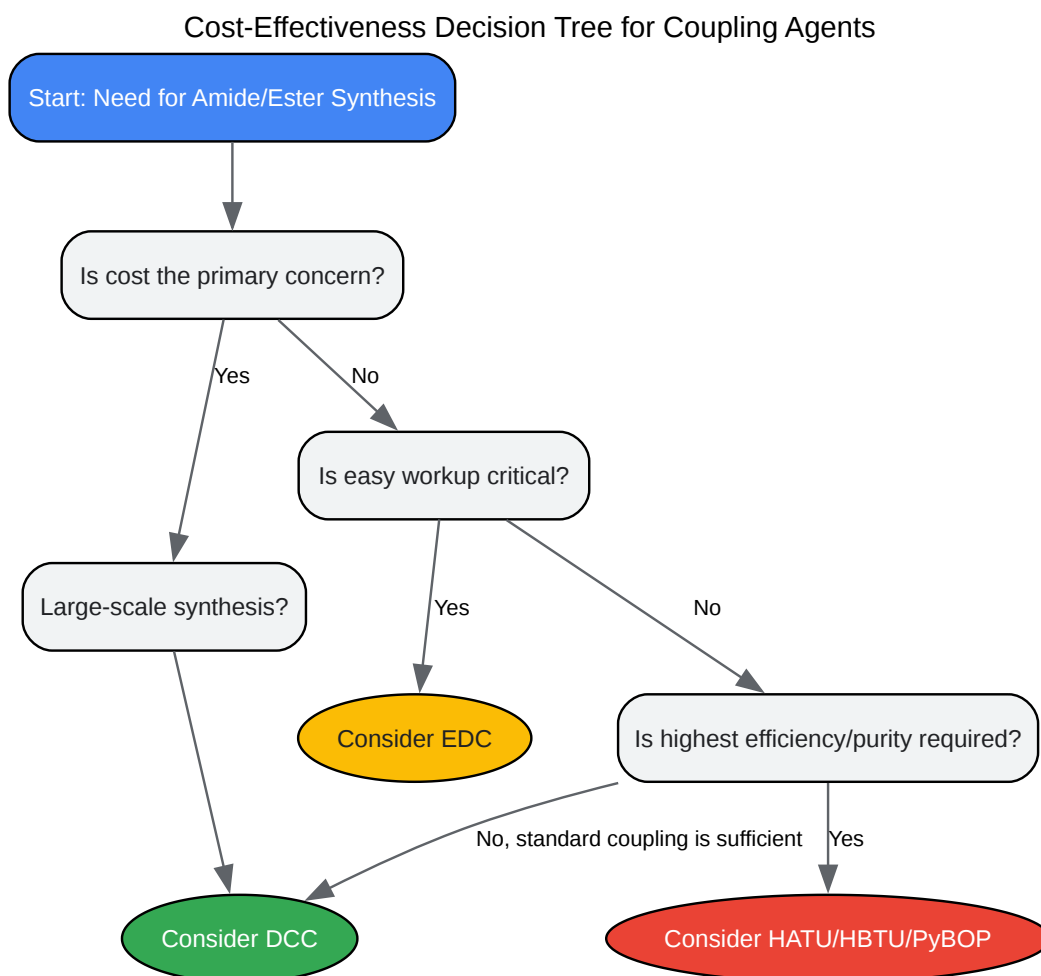 Cost-Effectiveness Decision Tree for Coupling Agents
Start: Need for Amide/Ester Synthesis
Is cost the primary concern?
Yes
No
Is easy workup critical?
Large-scale synthesis?
Yes
No
Consider EDC
Is highest efficiency/purity required?
No, standard coupling is sufficient
Yes
Consider DCC
Consider HATU/HBTU/PyBOP